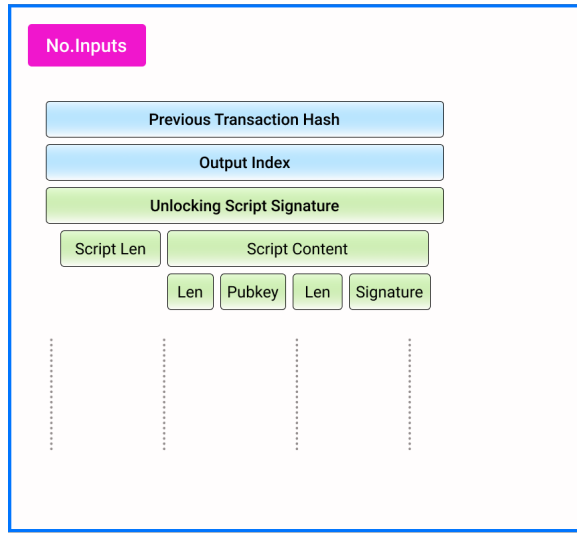 No.Inputs
Previous Transaction Hash
Output Index
Unlocking Script Signature
Script Len Script Content
Len Pubkey Len Signature